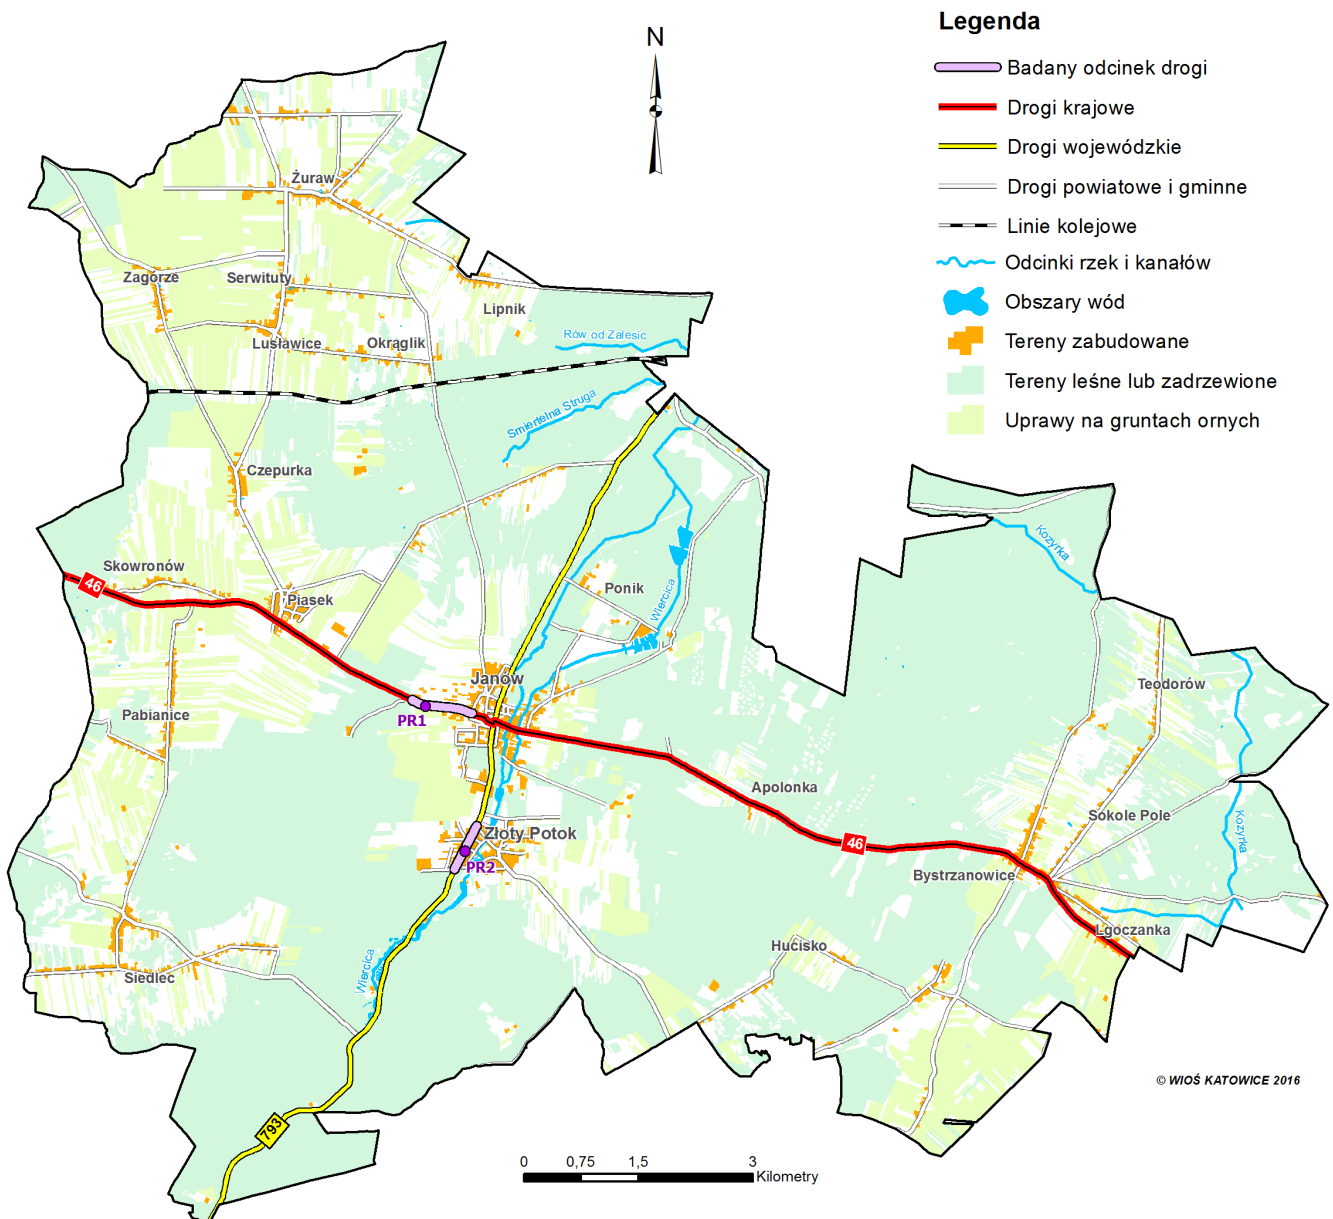 N
Legenda
Badany odcinek drogi
Drogi krajowe
Drogi wojewódzkie
Drogi powiatowe i gminne
Linie kolejowe
Odcinki rzek i kanałów
Obszary wód
Tereny zabudowane
Tereny leśne lub zadrzewione
Uprawy na gruntach ornych
Żuraw
Zagórze
Serwituty
Lipnik
Lusławice
Okrąglik
Rów od Zalesic
Śmiertelna Struga
Czepurka
Kozyrka
Skowronów
46
Piasek
Ponik
Wiercica
Janów
Teodorów
Pabianice
PR1
Apolonka
Sokole Pole
Kozyrka
Złoty Potok
46
PR2
Bystrzanowice
Lgoczanka
Hucisko
Wiercica
Siedlec
© WIOŚ KATOWICE 2016
793
0 0,75 1,5 3
Kilometry